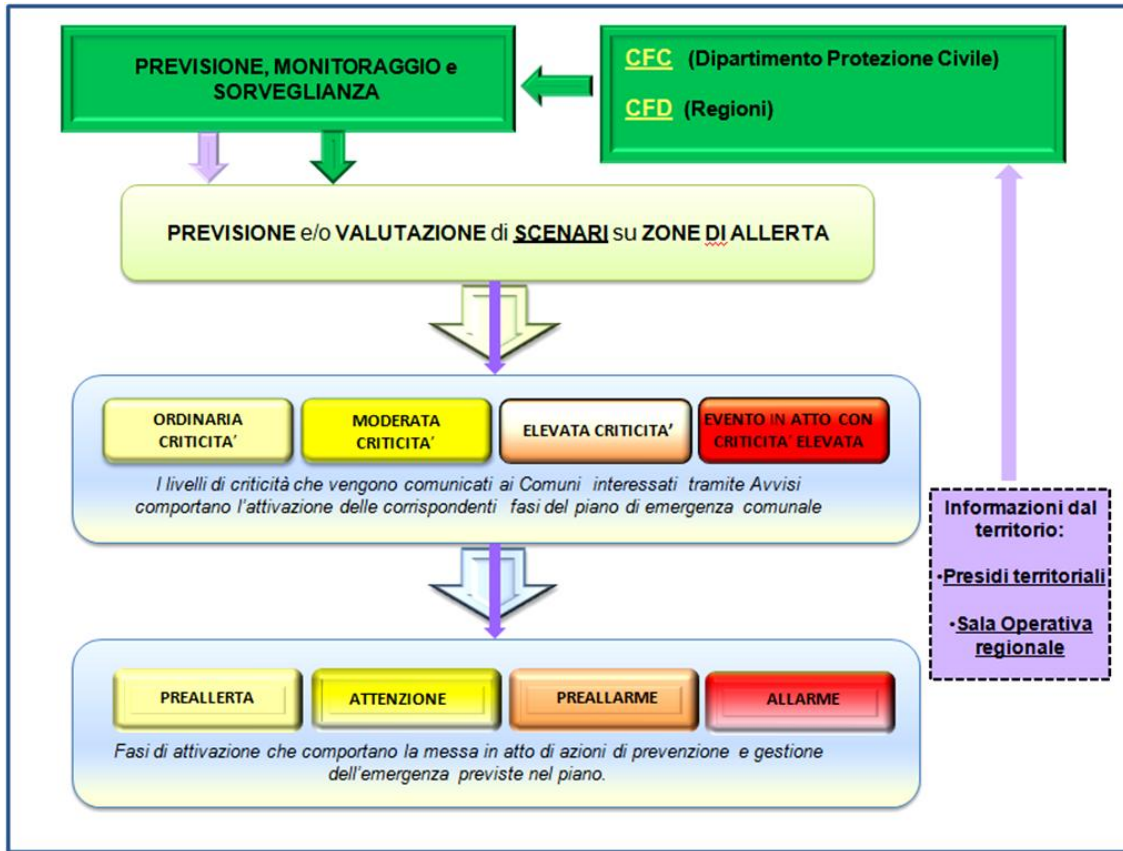 PREVISIONE, MONITORAGGIO e
SORVEGLIANZA
CFC (Dipartimento Protezione Civile)
CFD (Regioni)
PREVISIONE e/o VALUTAZIONE di SCENARI su ZONE DI ALLERTA
ORDINARIA
CRITICITA'
MODERATA
CRITICITA'
ELEVATA CRITICITA'
EVENTO IN ATTO CON
CRITICITA' ELEVATA
I livelli di criticità che vengono comunicati ai Comuni interessati tramite Avvisi
comportano l'attivazione delle corrispondenti fasi del piano di emergenza comunale
Informazioni dal
territorio:
•Presidi territoriali
•Sala Operativa
regionale
PREALLERTA
ATTENZIONE
PREALLARME
ALLARME
Fasi di attivazione che comportano la messa in atto di azioni di prevenzione e gestione
dell'emergenza previste nel piano.